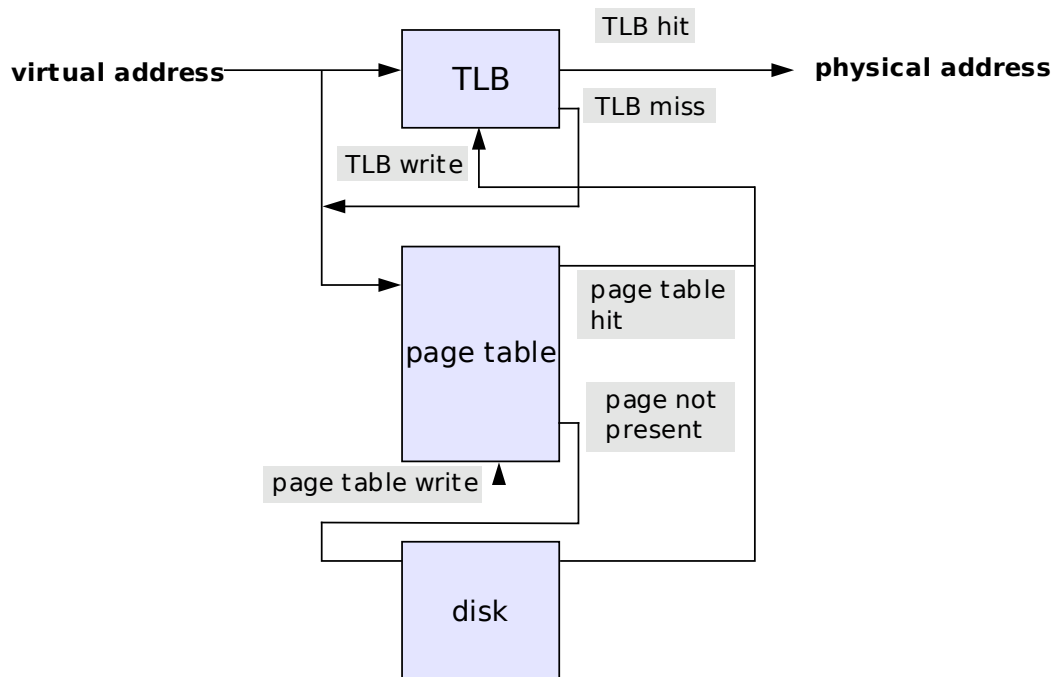 TLB hit
virtual address
TLB
physical address
TLB miss
TLB write
page table
hit
page table
page not
present
page table write
disk